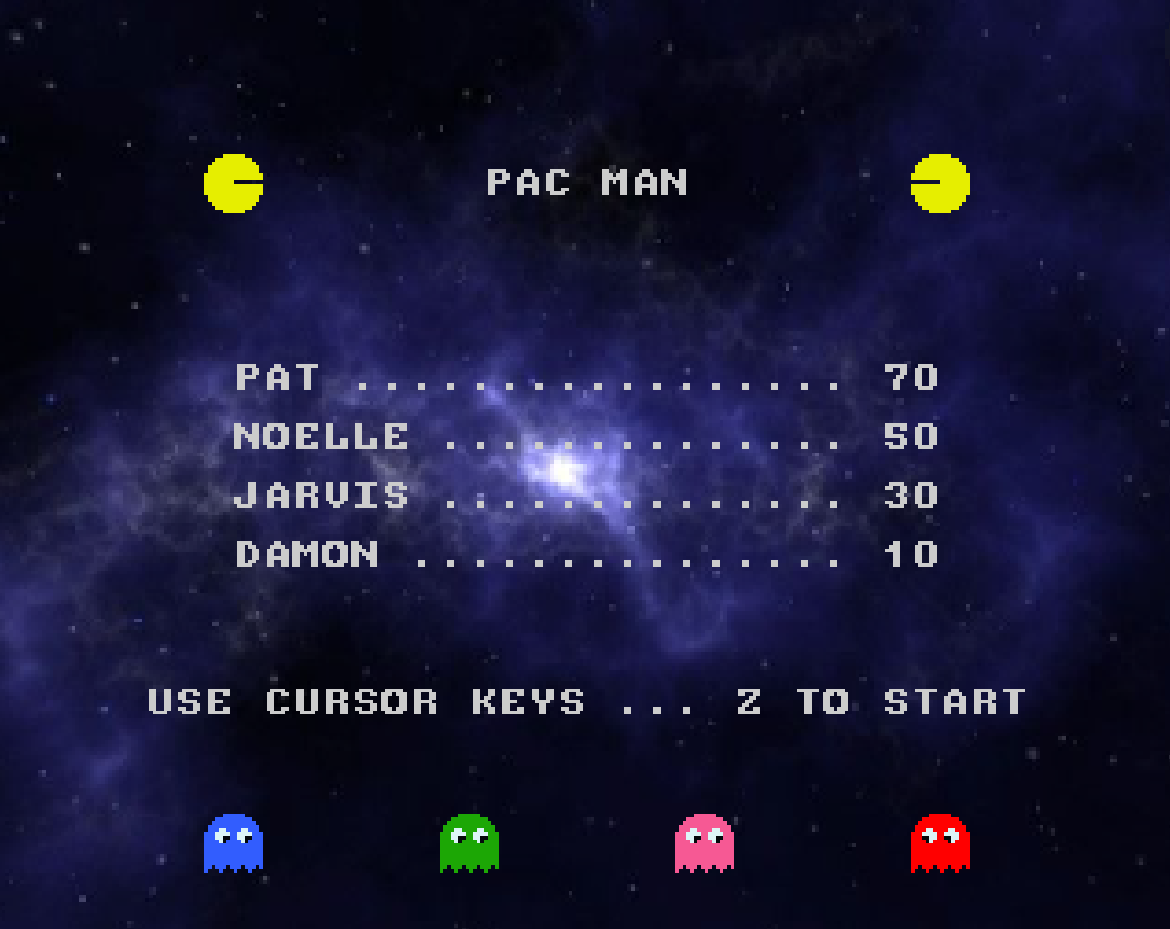 PAC MAN
PAT ................. 70
NOELLE .............. 50
JARVIS .............. 30
DAMON ............... 10
USE CURSOR KEYS ... Z TO START